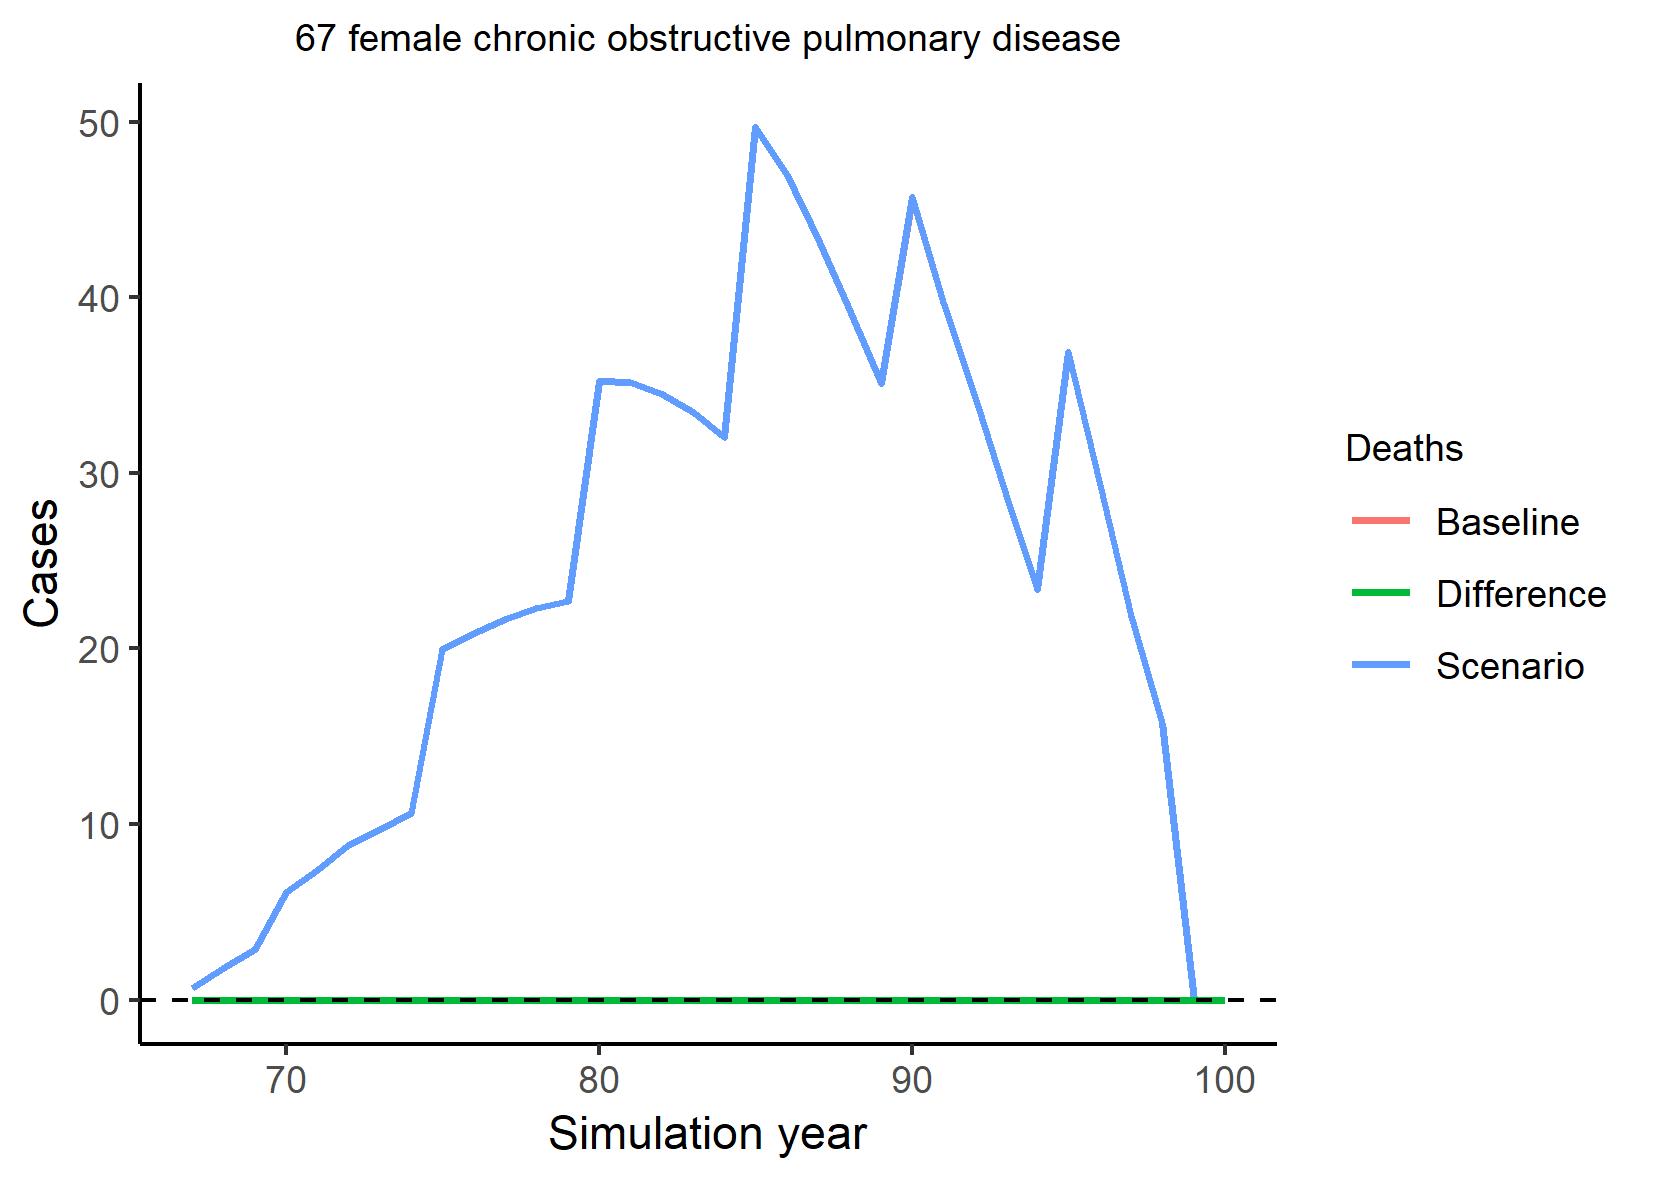 67 female chronic obstructive pulmonary disease
50
40
30
20
10
0
Cases
70 80 90 100
Simulation year
Deaths
Baseline
Difference
Scenario